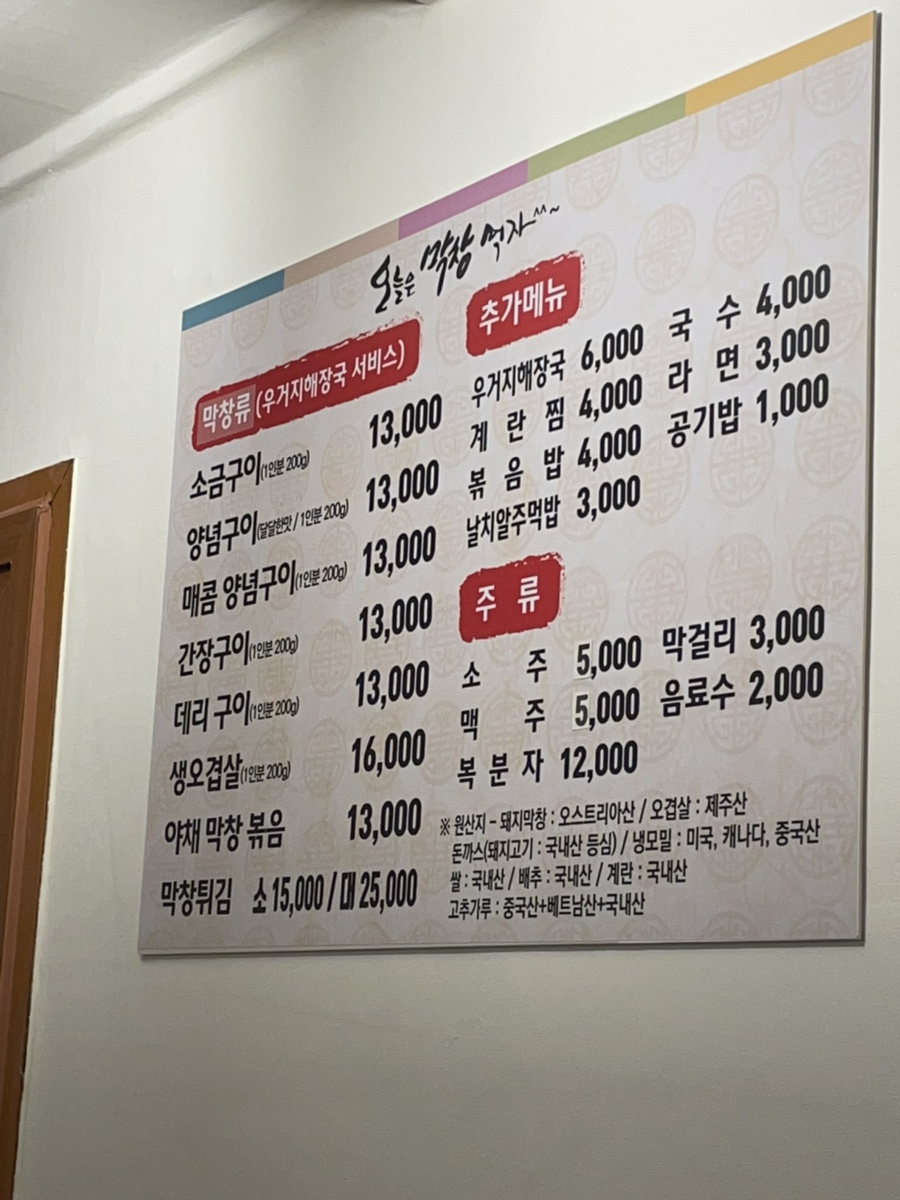 오늘은 막창 먹자^^~
막창류 (우거지해장국 서비스)
소금구이(1인분 200g) 13,000
양념구이(달달한맛 / 1인분 200g) 13,000
매콤 양념구이(1인분 200g) 13,000
간장구이(1인분 200g) 13,000
데리 구이(1인분 200g) 13,000
생오겹살(1인분 200g) 16,000
야채 막창 볶음 13,000
막창튀김 소 15,000 / 대 25,000
추가메뉴
우거지해장국 6,000 국 수 4,000
계 란 찜 4,000 라 면 3,000
볶 음 밥 4,000 공기밥 1,000
날치알주먹밥 3,000
주 류
소 주 5,000 막걸리 3,000
맥 주 5,000 음료수 2,000
복 분 자 12,000
※ 원산지 - 돼지막창 : 오스트리아산 / 오겹살 : 제주산
돈까스(돼지고기 : 국내산 등심) / 냉모밀 : 미국, 캐나다, 중국산
쌀 : 국내산 / 배추 : 국내산 / 계란 : 국내산
고추가루 : 중국산+베트남산+국내산